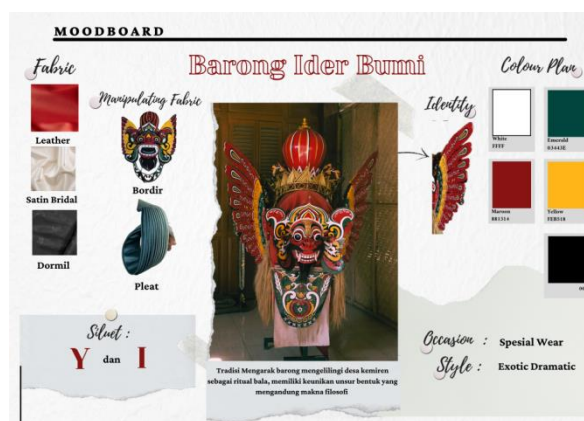 MOODBOARD
Barong Ider Bumi
Fabric
Leather
Satin Bridal
Dormil
Manipulating Fabric
Bordir
Pleat
Siluet :
Y dan I
Tradisi Mengarak barong mengelilingi desa kemiren
sebagai ritual bala, memiliki keunikan unsur bentuk yang
mengandung makna filosofi
Identity
Colour Plan
White
FFFF
Emerald
Maroon
Yellow
Occasion : Spesial Wear
Style : Exotic Dramatic